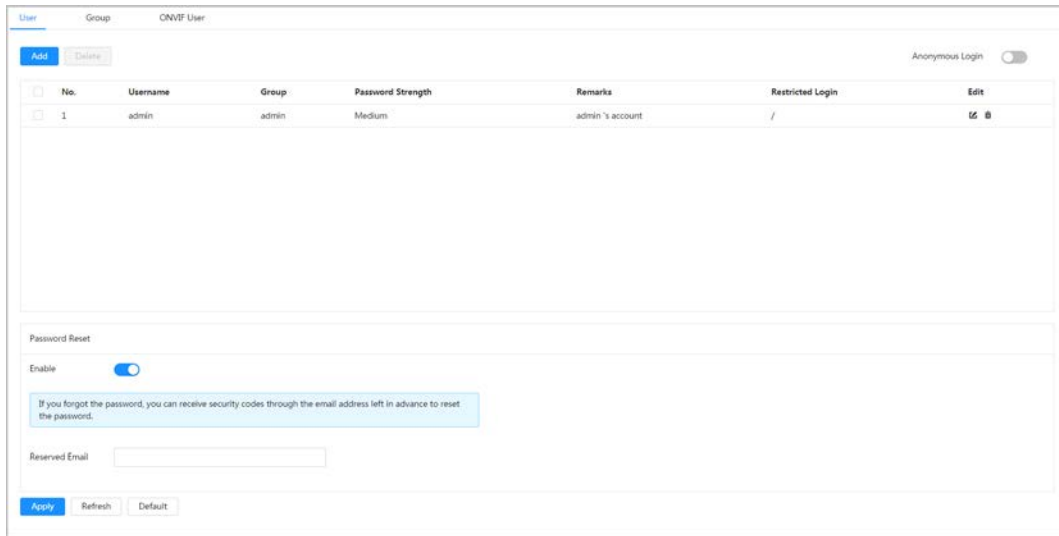 User Group ONVIF User
Add Delete Anonymous Login
No. Username Group Password Strength Remarks Restricted Login Edit
1 admin admin Medium admin 's account /
Password Reset
Enable
If you forgot the password, you can receive security codes through the email address left in advance to reset
the password.
Reserved Email
Apply Refresh Default